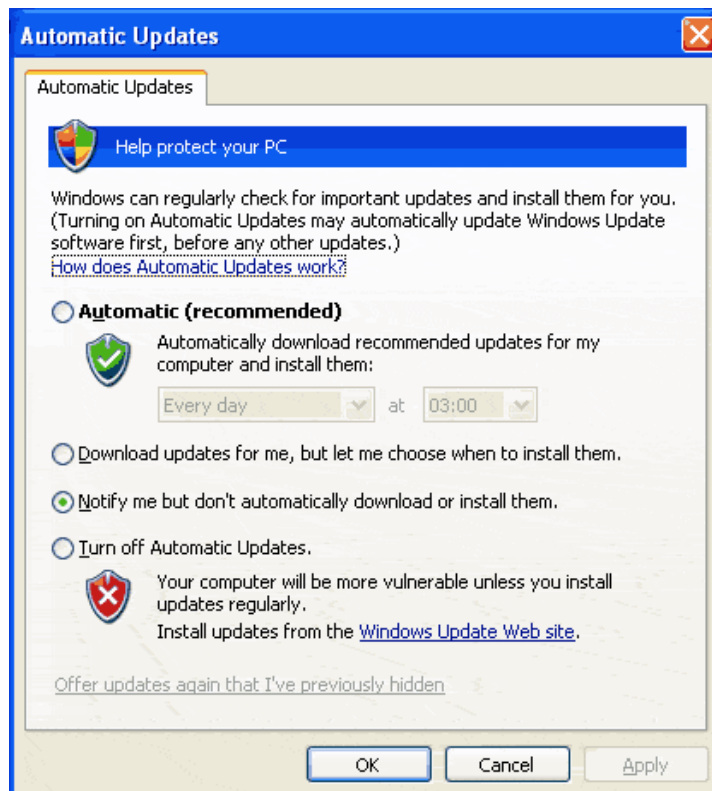 Automatic Updates
Automatic Updates
Help protect your PC
Windows can regularly check for important updates and install them for you.
(Turning on Automatic Updates may automatically update Windows Update
software first, before any other updates.)
How does Automatic Updates work?
Automatic (recommended)
Automatically download recommended updates for my
computer and install them:
Every day at 03:00
Download updates for me, but let me choose when to install them.
Notify me but don't automatically download or install them.
Turn off Automatic Updates.
Your computer will be more vulnerable unless you install
updates regularly.
Install updates from the Windows Update Web site.
Offer updates again that I've previously hidden
OK Cancel Apply